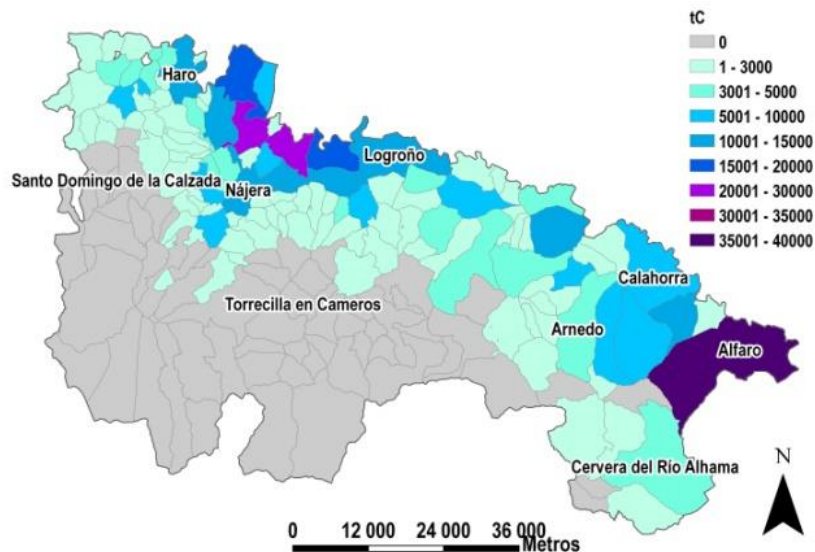 tC
0
1 - 3000
3001 - 5000
5001 - 10000
10001 - 15000
15001 - 20000
20001 - 30000
30001 - 35000
35001 - 40000
Haro
Logroño
Santo Domingo de la Calzada
Nájera
Calahorra
Torrecilla en Cameros
Arnedo
Alfaro
Cervera del Río Alhama
N
0 12 000 24 000 36 000
Metros